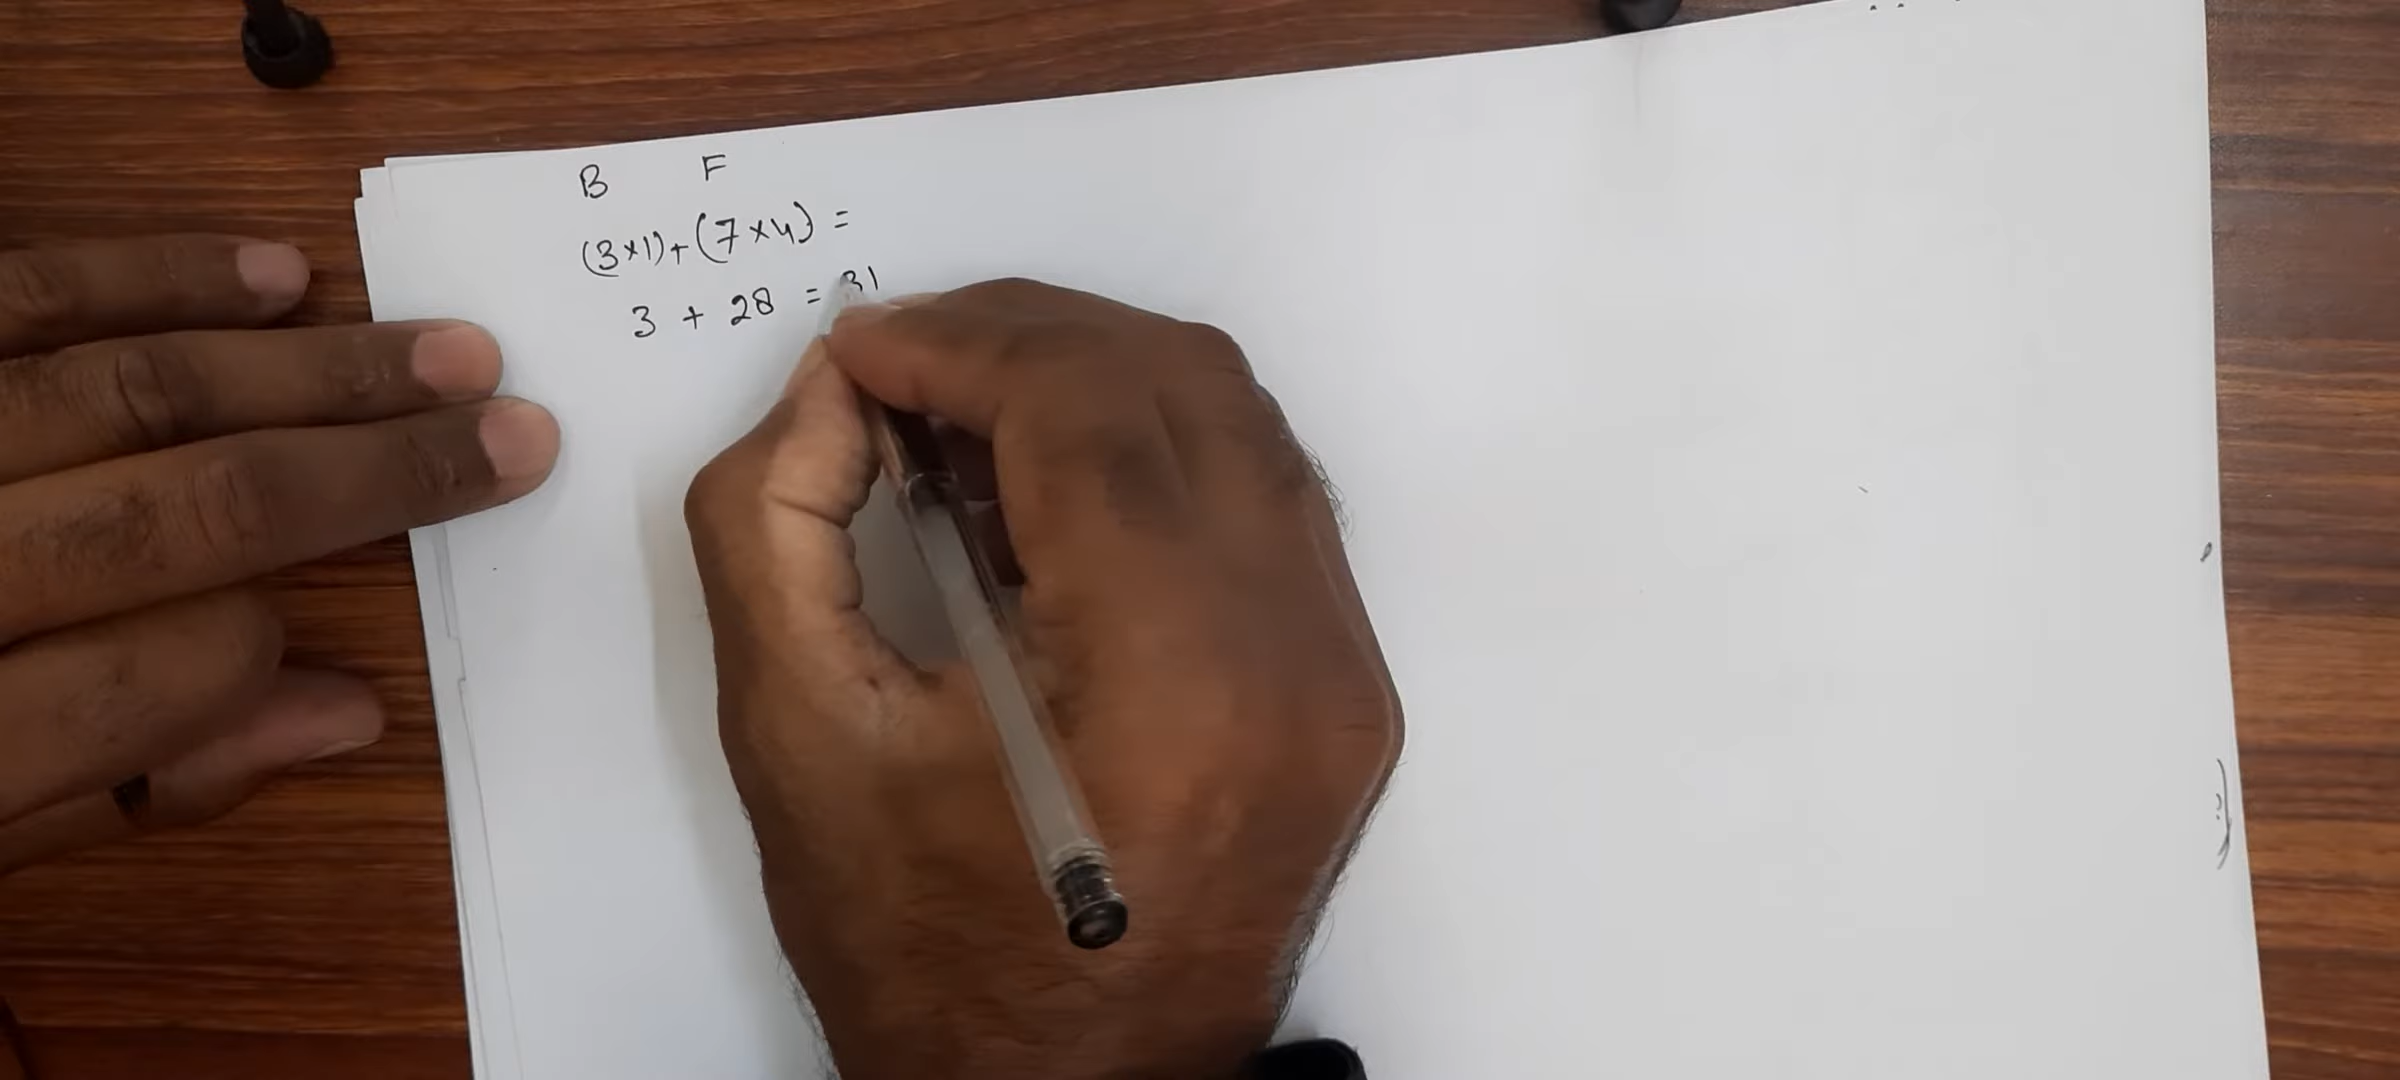 B F
(3×1)+(7×4) =
3 + 28 = 31